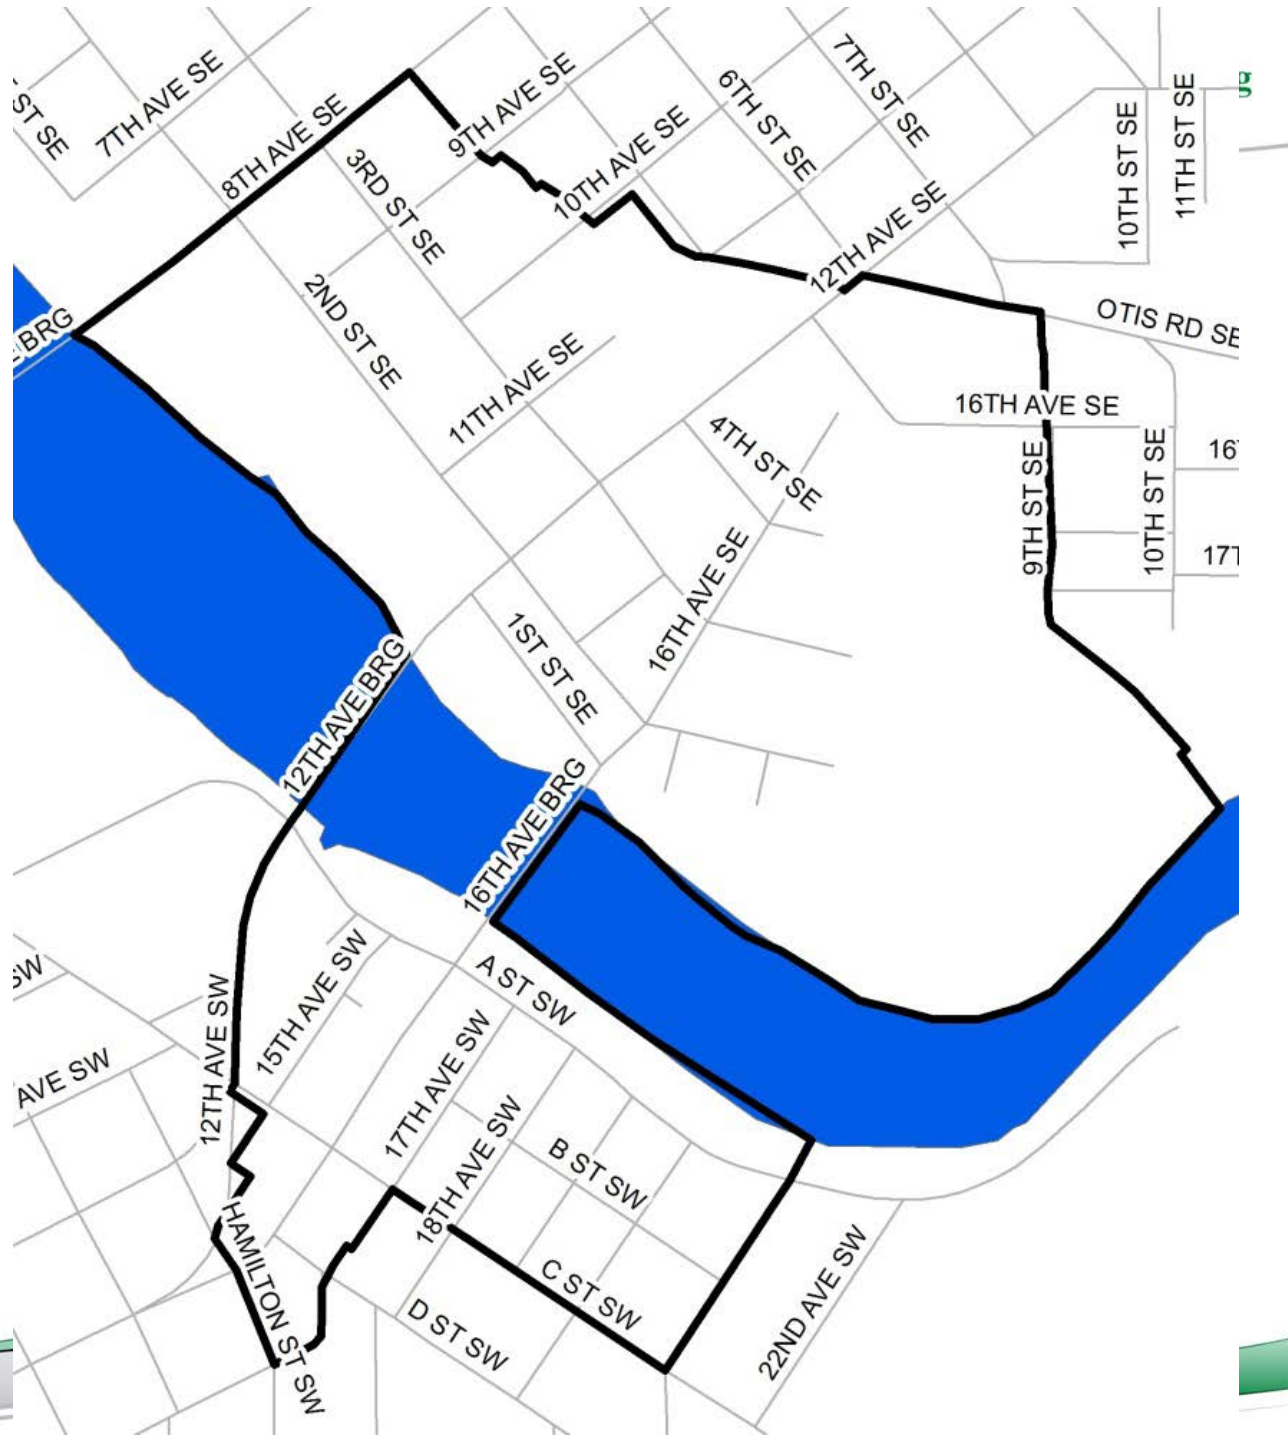 ST SE
7TH AVE SE
8TH AVE SE
9TH AVE SE
3RD ST SE
10TH AVE SE
6TH ST SE
7TH ST SE
12TH AVE SE
10TH ST SE
11TH ST SE
g
OTIS RD SE
BRG
2ND ST SE
11TH AVE SE
4TH ST SE
16TH AVE SE
9TH ST SE
10TH ST SE
16T
17T
16TH AVE SE
1ST ST SE
12TH AVE BRG
16TH AVE BRG
SW
AVE SW
12TH AVE SW
15TH AVE SW
A ST SW
17TH AVE SW
18TH AVE SW
B ST SW
C ST SW
D ST SW
22ND AVE SW
HAMILTON ST SW